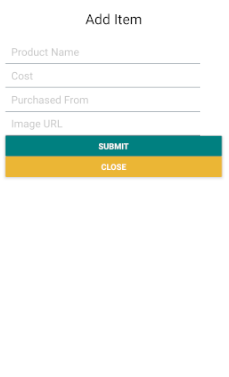 Add Item
Product Name
Cost
Purchased From
Image URL
SUBMIT
CLOSE